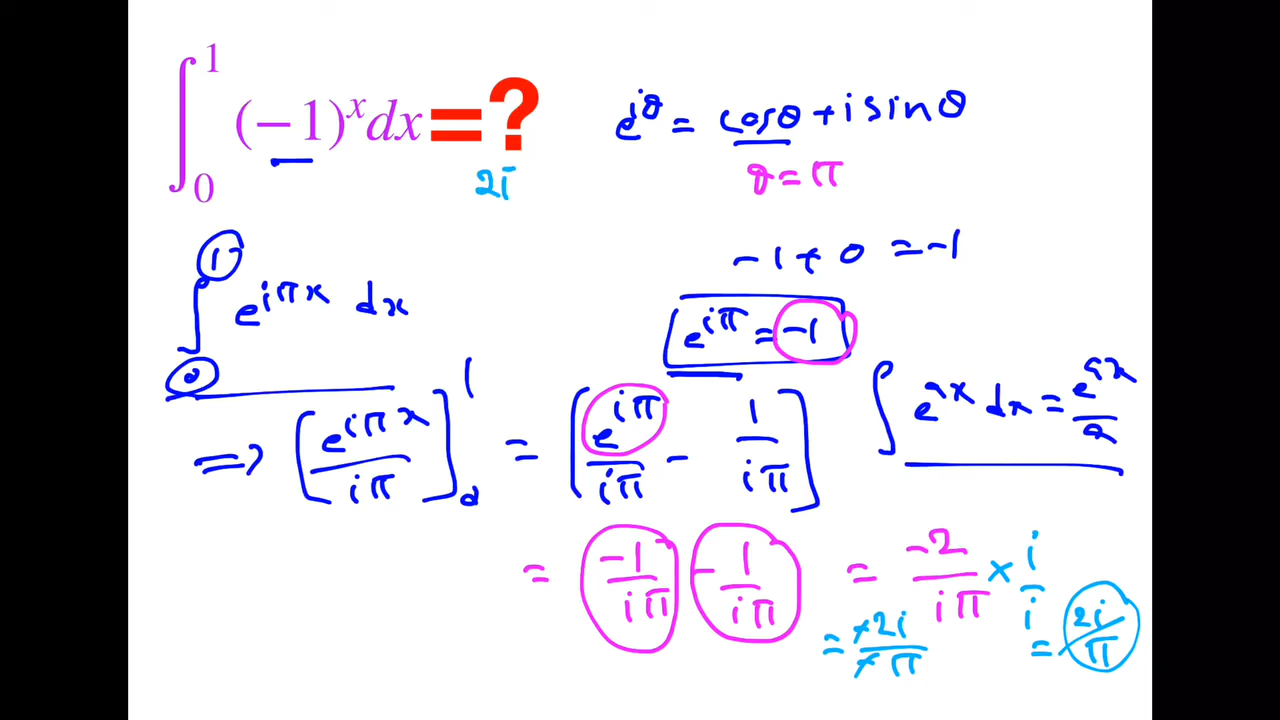 ∫₀¹ (−1)ˣ dx = ?
2i
e^{iθ} = cosθ + i sinθ
θ = π
−1 + 0 = −1
∫₀¹ e^{iπx} dx
e^{iπ} = −1
∫ e^{ax} dx = e^{ax}/a
⇒ [e^{iπx}/iπ]₀¹ = [e^{iπ}/iπ − 1/iπ]
= −1/iπ − 1/iπ = −2/iπ × i/i
= −2i/−π = 2i/π